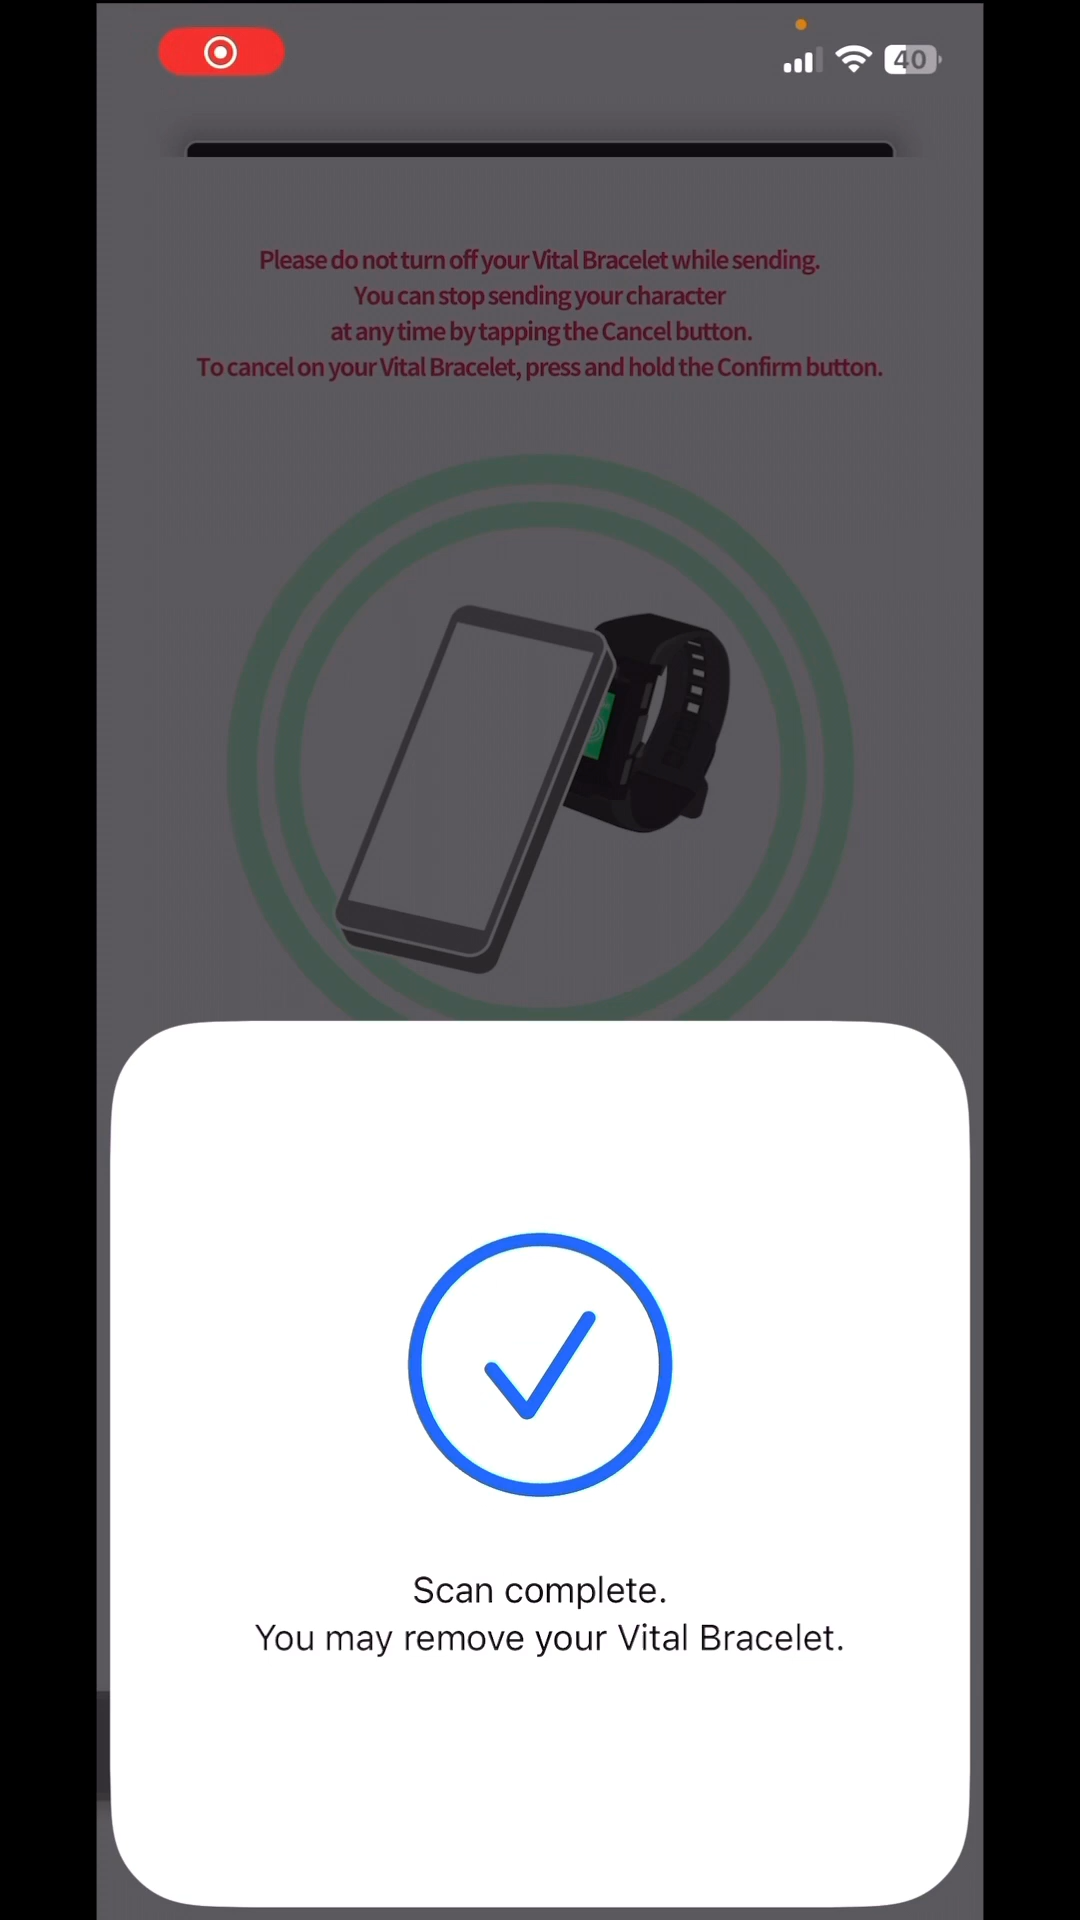 40
Please do not turn off your Vital Bracelet while sending.
You can stop sending your character
at any time by tapping the Cancel button.
To cancel on your Vital Bracelet, press and hold the Confirm button.
Scan complete.
You may remove your Vital Bracelet.